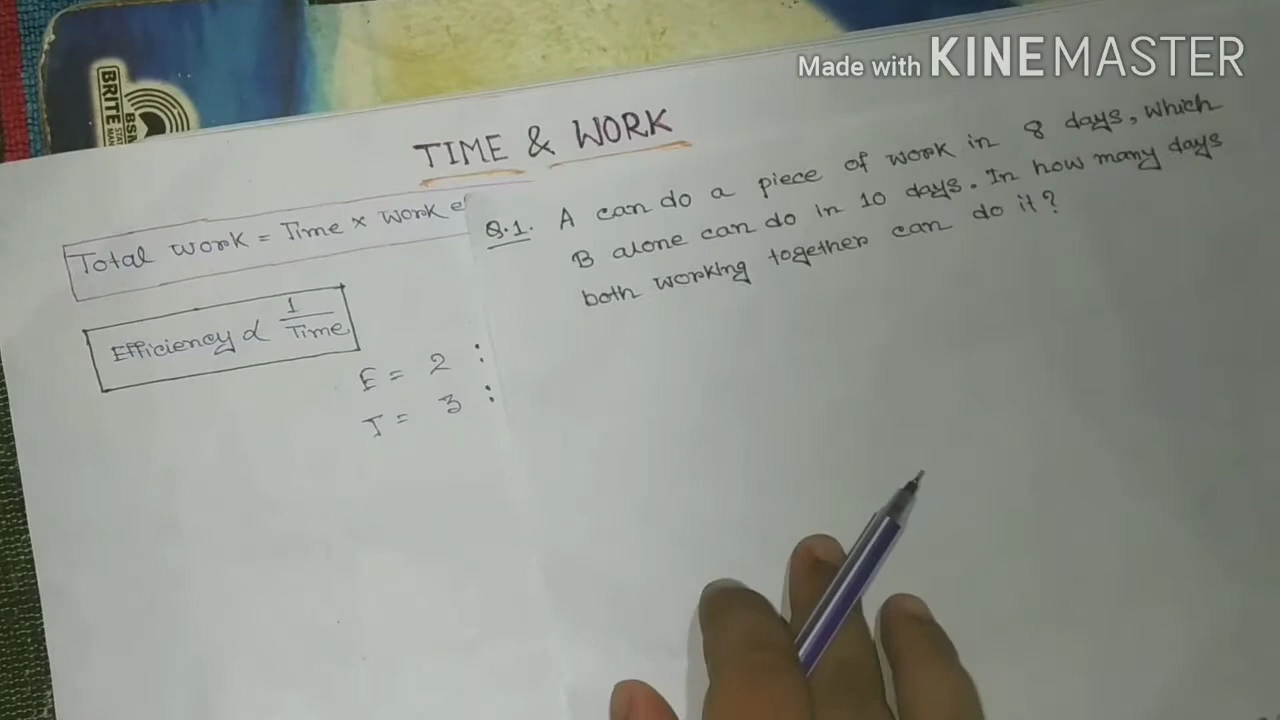 Made with KINEMASTER
BRITE
TIME & WORK
Total work = Time × work
Efficiency ∝ 1/Time
E = 2 :
T = 3 :
Q.1. A can do a piece of work in 8 days, which
B alone can do in 10 days. In how many days
both working together can do it?